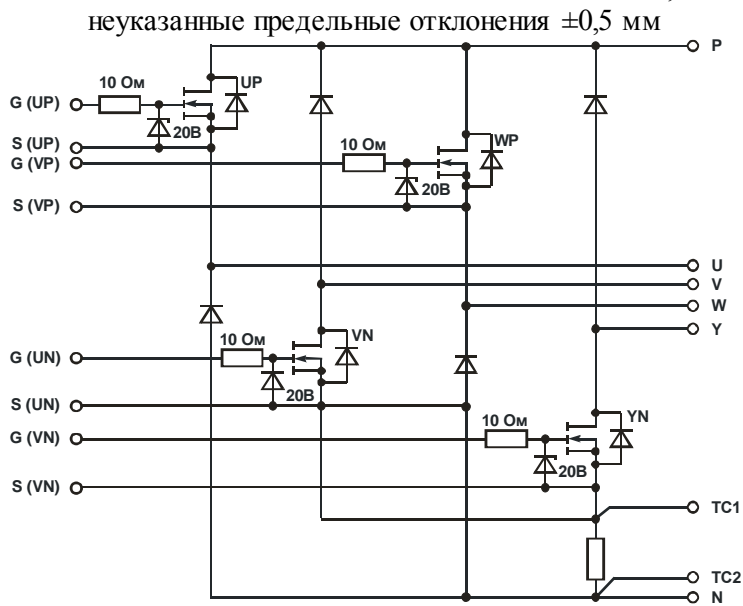 неуказанные предельные отклонения ±0,5 мм
P
10 Ом
UP
G (UP)
20В
S (UP)
10 Ом
WP
G (VP)
20В
S (VP)
U
V
W
Y
10 Ом
VN
G (UN)
20В
S (UN)
10 Ом
YN
G (VN)
20В
S (VN)
TC1
TC2
N